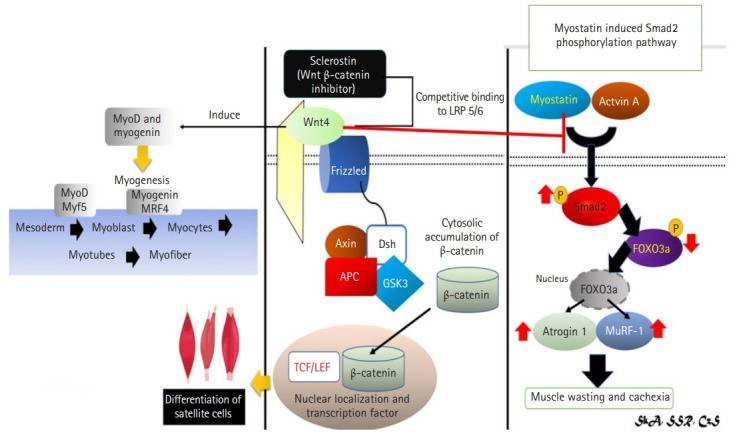 MyoD and
myogenin
Myogenesis
MyoD
Myf5
Myogenin
MRF4
Mesoderm
Myoblast
Myocytes
Myotubes
Myofiber
Induce
Sclerostin
(Wnt β-catenin
inhibitor)
Wnt4
Competitive binding
to LRP 5/6
Frizzled
Axin
Dsh
APC
GSK3
Cytosolic
accumulation of
β-catenin
β-catenin
TCF/LEF
β-catenin
Nuclear localization and
transcription factor
Differentiation of
satellite cells
Myostatin induced Smad2
phosphorylation pathway
Myostatin
Actvin A
P
Smad2
P
FOXO3a
Nucleus
FOXO3a
Atrogin 1
MuRF-1
Muscle wasting and cachexia